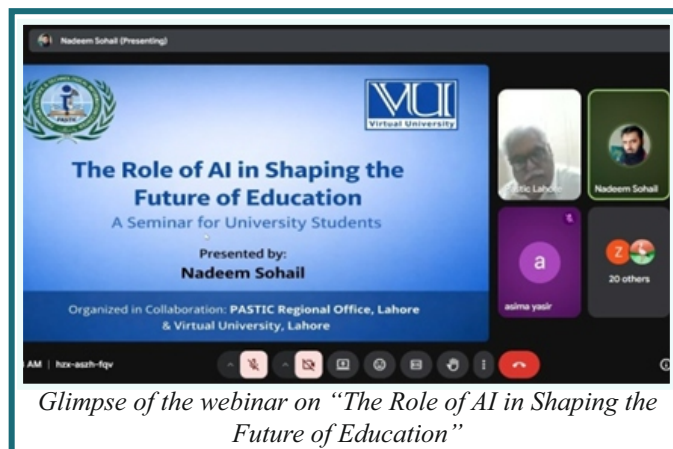 Nadeem Sohail (Presenting)
PASTIC
VU
Virtual University
The Role of AI in Shaping the
Future of Education
A Seminar for University Students
Presented by:
Nadeem Sohail
Organized in Collaboration: PASTIC Regional Office, Lahore
& Virtual University, Lahore
stic Lahore
Nadeem Sohail
a
asima yasir
Z
20 others
AM | hzx-aszh-fqv
Glimpse of the webinar on “The Role of AI in Shaping the
Future of Education”